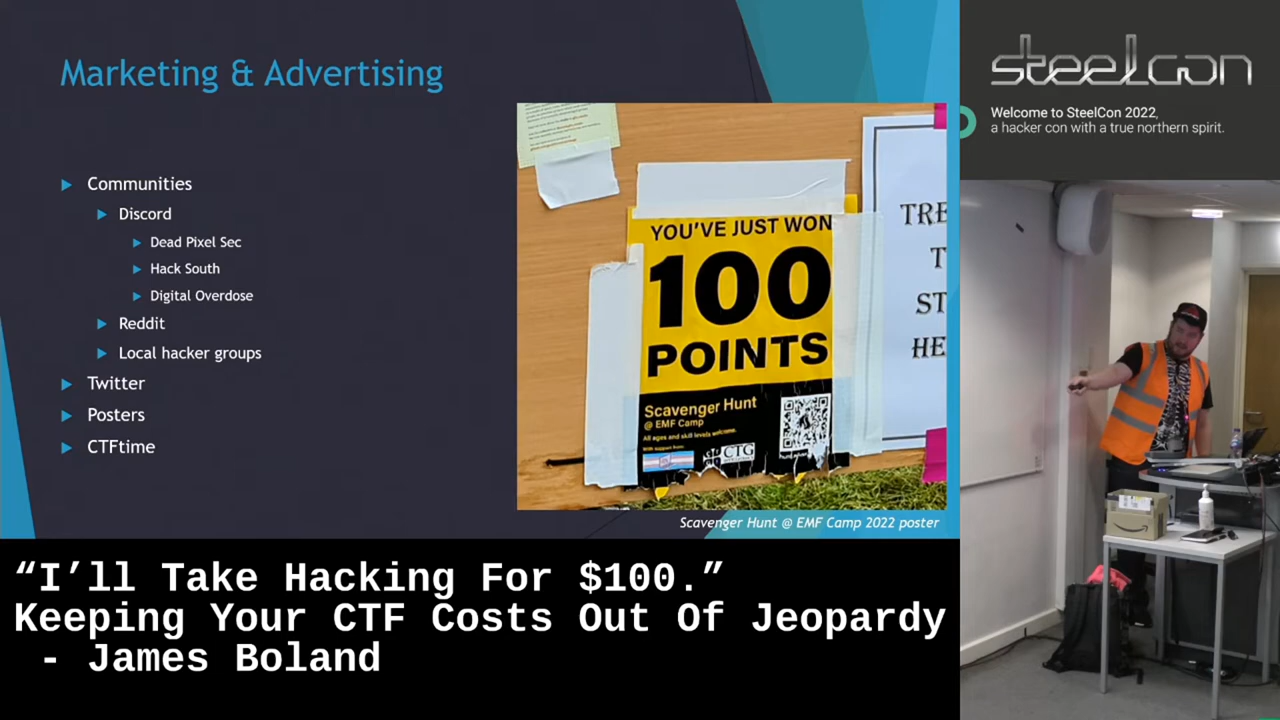 Marketing & Advertising
Communities
Discord
Dead Pixel Sec
Hack South
Digital Overdose
Reddit
Local hacker groups
Twitter
Posters
CTFtime
YOU'VE JUST WON
100
POINTS
Scavenger Hunt
@ EMF Camp
All ages and skill levels welcome.
With support from:
CTG
TRE
T
ST
HE
Scavenger Hunt @ EMF Camp 2022 poster
steelcon
Welcome to SteelCon 2022,
a hacker con with a true northern spirit.
“I’ll Take Hacking For $100.”
Keeping Your CTF Costs Out Of Jeopardy
- James Boland